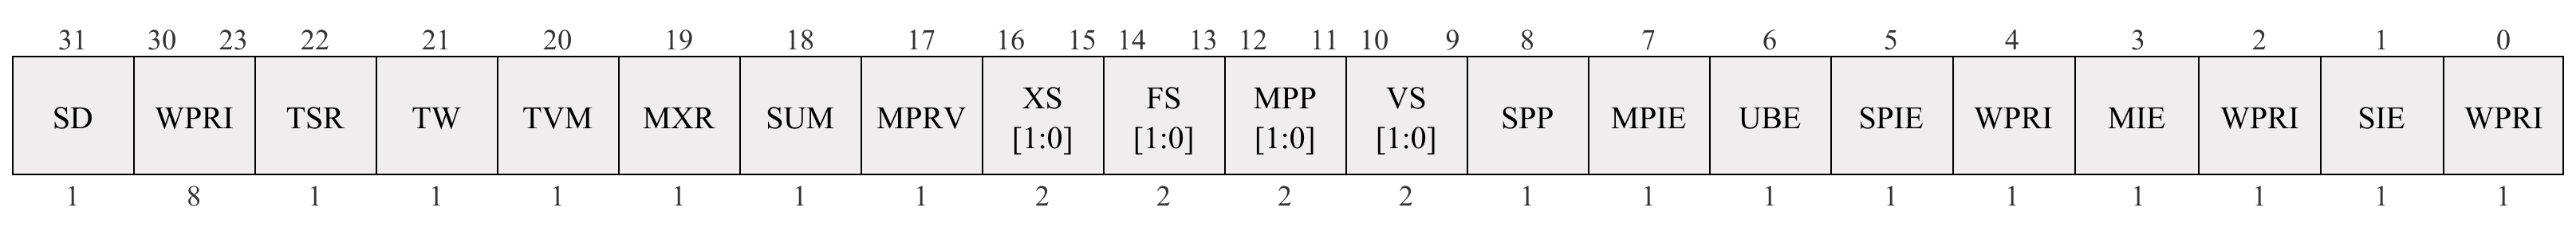 31 30 23 22 21 20 19 18 17 16 15 14 13 12 11 10 9 8 7 6 5 4 3 2 1 0
SD WPRI TSR TW TVM MXR SUM MPRV XS [1:0] FS [1:0] MPP [1:0] VS [1:0] SPP MPIE UBE SPIE WPRI MIE WPRI SIE WPRI
1 8 1 1 1 1 1 1 2 2 2 2 1 1 1 1 1 1 1 1 1